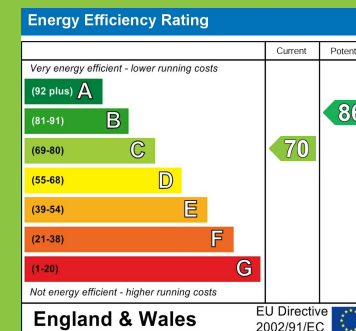 Energy Efficiency Rating
Current
Very energy efficient - lower running costs
(92 plus) A
(81-91) B
86
(69-80) C
70
(55-68) D
(39-54) E
(21-38) F
(1-20) G
Not energy efficient - higher running costs
England & Wales
EU Directive
2002/91/EC